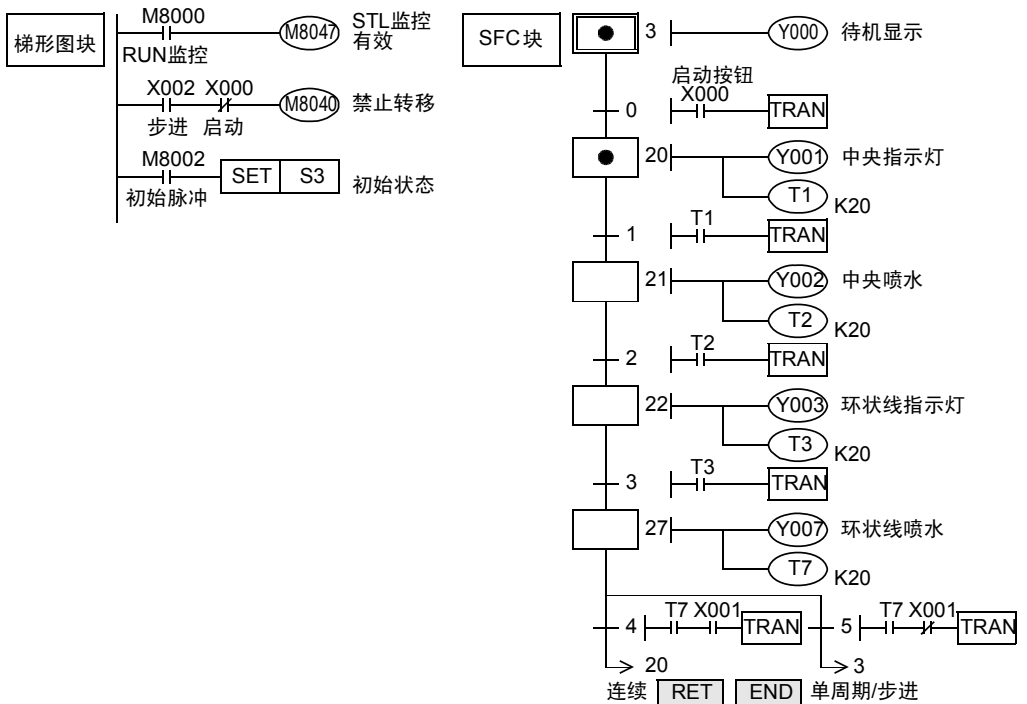 梯形图块
M8000
M8047
STL监控
有效
RUN监控
X002 X000
M8040 禁止转移
步进 启动
M8002
SET S3 初始状态
初始脉冲
SFC块
3 Y000 待机显示
启动按钮
X000
0 TRAN
20 Y001 中央指示灯
T1 K20
T1
1 TRAN
21 Y002 中央喷水
T2 K20
T2
2 TRAN
22 Y003 环状线指示灯
T3 K20
T3
3 TRAN
27 Y007 环状线喷水
T7 K20
T7 X001 T7 X001
4 TRAN 5 TRAN
20 3
连续 RET END 单周期/步进